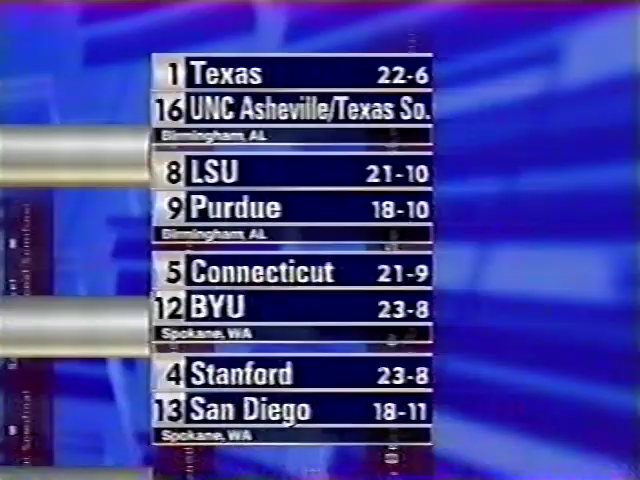 1 Texas 22-6
16 UNC Asheville/Texas So.
Birmingham, AL
8 LSU 21-10
9 Purdue 18-10
Birmingham, AL
5 Connecticut 21-9
12 BYU 23-8
Spokane, WA
4 Stanford 23-8
13 San Diego 18-11
Spokane, WA